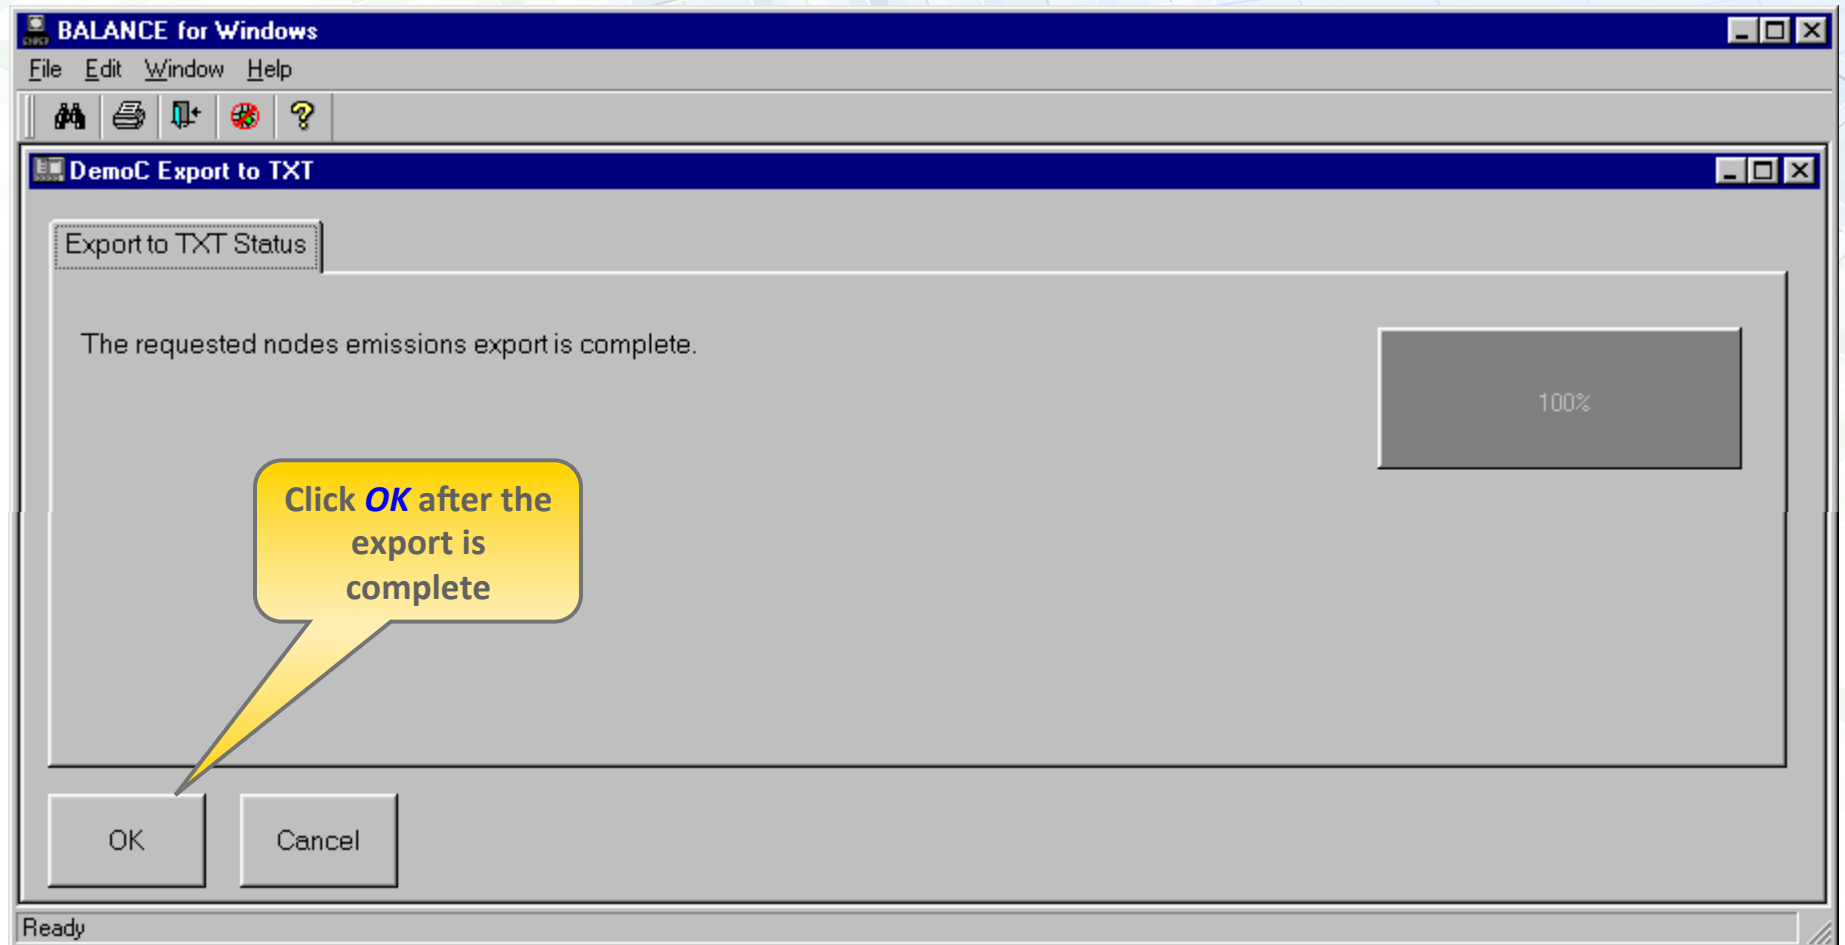 BALANCE for Windows
File Edit Window Help
DemoC Export to TXT
Export to TXT Status
The requested nodes emissions export is complete.
100%
Click OK after the
export is
complete
OK Cancel
Ready